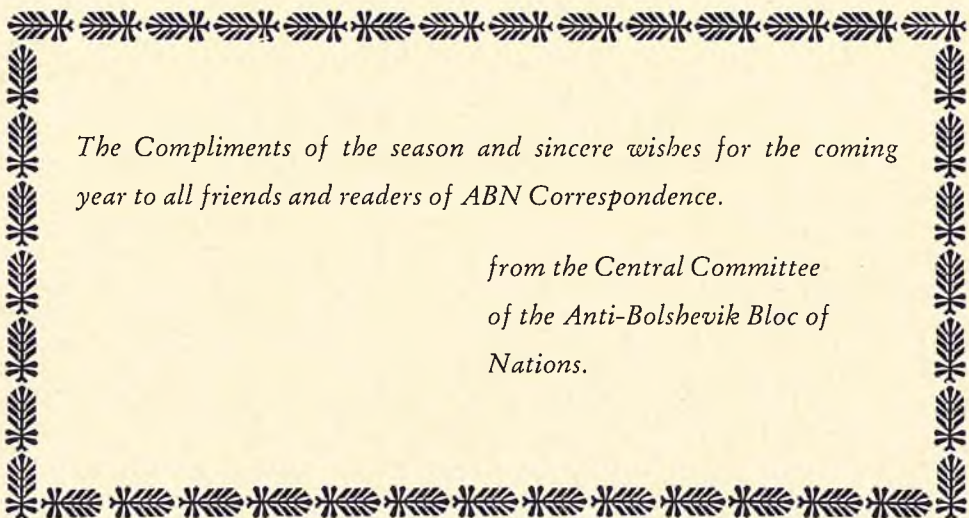 The Compliments of the season and sincere wishes for the coming
year to all friends and readers of ABN Correspondence.
from the Central Committee
of the Anti-Bolshevik Bloc of
Nations.